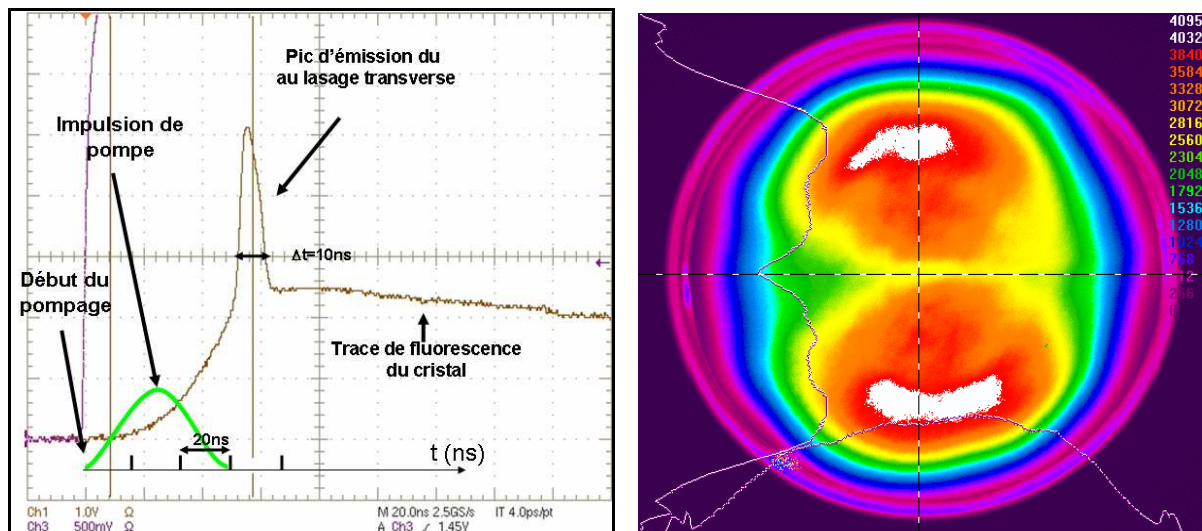 Pic d'émission du
au lasage transverse
Impulsion de
pompe
Δt=10ns
Début du
pompage
Trace de fluorescence
du cristal
20ns
t (ns)
Ch1 1.0V Ω
Ch3 500mV Ω
M 20.0ns 2.5GS/s IT 4.0ps/pt
A Ch3 / 1.45V
4095
4032
3840
3584
3328
3072
2816
2560
2304
2048
1792
1536
1280
1024
768
256